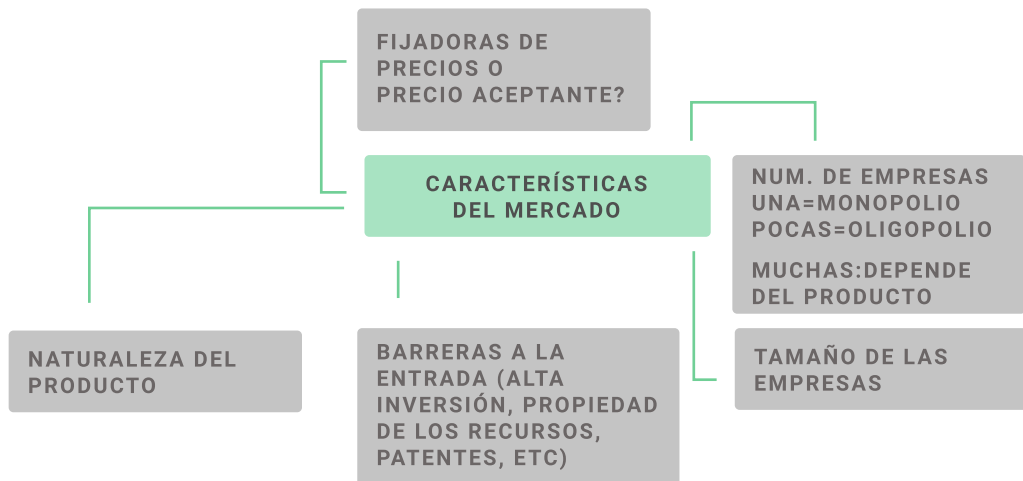 FIJADORAS DE
PRECIOS O
PRECIO ACEPTANTE?
CARACTERÍSTICAS
DEL MERCADO
NUM. DE EMPRESAS
UNA=MONOPOLIO
POCAS=OLIGOPOLIO
MUCHAS:DEPENDE
DEL PRODUCTO
NATURALEZA DEL
PRODUCTO
BARRERAS A LA
ENTRADA (ALTA
INVERSIÓN, PROPIEDAD
DE LOS RECURSOS,
PATENTES, ETC)
TAMAÑO DE LAS
EMPRESAS